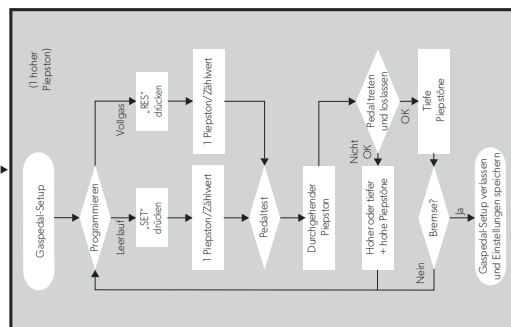 (1 hoher
Piepston)
Gaspedal-Setup
Programmieren
Vollgas
Leerlauf
„RES"
drücken
„SET"
drücken
1 Piepston/Zählwert
1 Piepston/Zählwert
Pedaltest
Durchgehender
Piepston
Pedal treten
und loslassen
Nicht
OK
OK
Hoher oder tiefer
+ hohe Piepstöne
Tiefe
Piepstöne
Bremse?
Nein
Ja
Gaspedal-Setup verlassen
und Einstellungen speichern